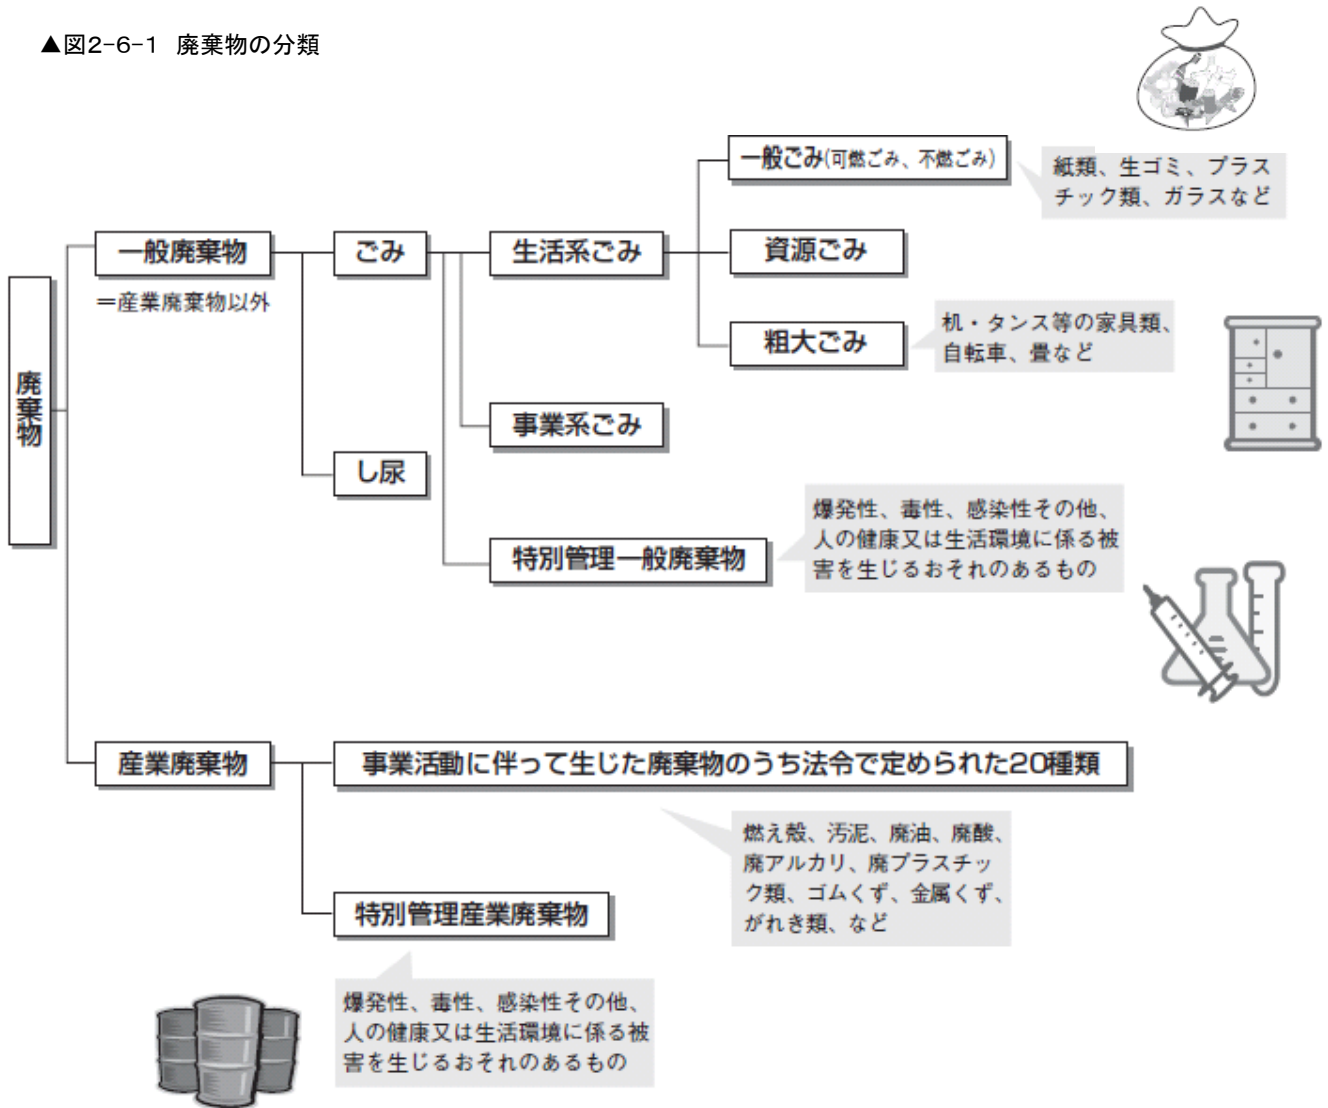 ▲図2-6-1 廃棄物の分類
廃棄物
一般廃棄物
＝産業廃棄物以外
ごみ
し尿
生活系ごみ
一般ごみ(可燃ごみ、不燃ごみ)
紙類、生ゴミ、プラス
チック類、ガラスなど
資源ごみ
粗大ごみ
机・タンス等の家具類、
自転車、畳など
事業系ごみ
特別管理一般廃棄物
爆発性、毒性、感染性その他、
人の健康又は生活環境に係る被
害を生じるおそれのあるもの
産業廃棄物
事業活動に伴って生じた廃棄物のうち法令で定められた20種類
燃え殻、汚泥、廃油、廃酸、
廃アルカリ、廃プラスチッ
ク類、ゴムくず、金属くず、
がれき類、など
特別管理産業廃棄物
爆発性、毒性、感染性その他、
人の健康又は生活環境に係る被
害を生じるおそれのあるもの